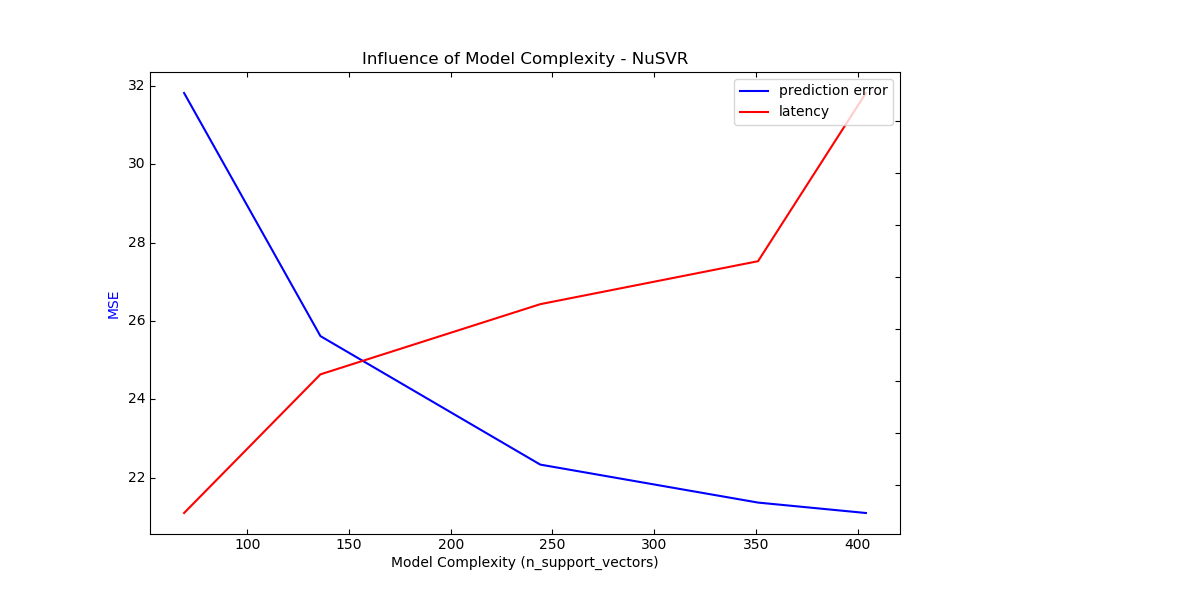 Influence of Model Complexity - NuSVR
prediction error
latency
32
30
28
26
24
22
MSE
100 150 200 250 300 350 400
Model Complexity (n_support_vectors)